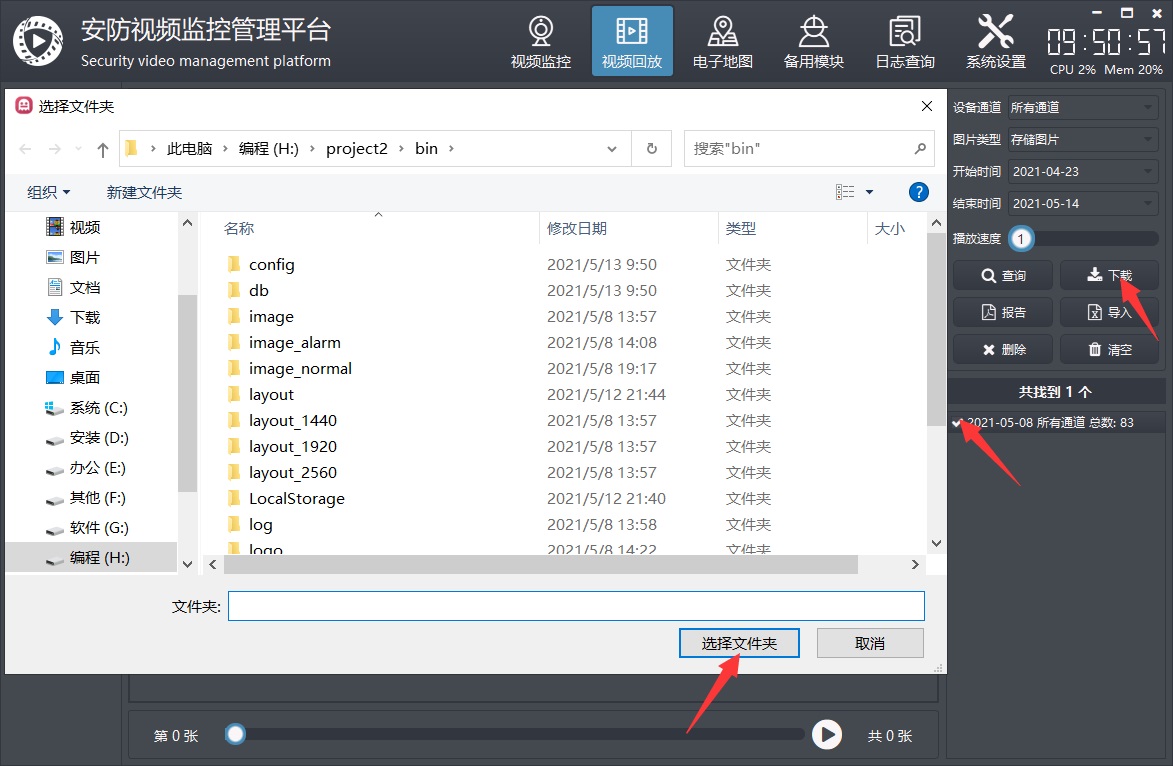 安防视频监控管理平台
Security video management platform
视频监控
视频回放
电子地图
备用模块
日志查询
系统设置
09:50:57
CPU 2% Mem 20%
选择文件夹
此电脑 › 编程 (H:) › project2 › bin ›
搜索"bin"
组织
新建文件夹
?
视频
图片
文档
下载
音乐
桌面
系统 (C:)
安装 (D:)
办公 (E:)
其他 (F:)
软件 (G:)
编程 (H:)
名称 修改日期 类型 大小
config 2021/5/13 9:50 文件夹
db 2021/5/13 9:50 文件夹
image 2021/5/8 13:57 文件夹
image_alarm 2021/5/8 14:08 文件夹
image_normal 2021/5/8 19:17 文件夹
layout 2021/5/12 21:44 文件夹
layout_1440 2021/5/8 13:57 文件夹
layout_1920 2021/5/8 13:57 文件夹
layout_2560 2021/5/8 13:57 文件夹
LocalStorage 2021/5/12 21:40 文件夹
log 2021/5/8 13:58 文件夹
logo 2021/5/8 14:22 文件夹
文件夹:
选择文件夹
取消
设备通道 所有通道
图片类型 存储图片
开始时间 2021-04-23
结束时间 2021-05-14
播放速度 1
查询
下载
报告
导入
删除
清空
共找到 1 个
2021-05-08 所有通道 总数: 83
第 0 张
共 0 张